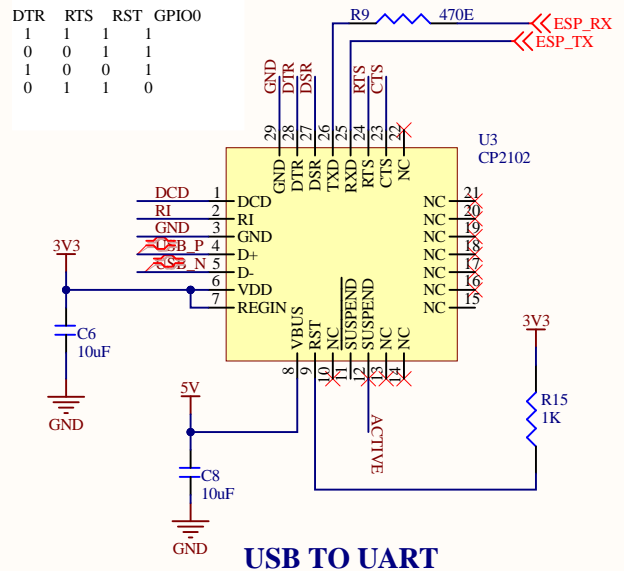 DTR RTS RST GPIO0
1 1 1 1
0 0 1 1
1 0 0 1
0 1 1 0
R9 470E
ESP_RX
ESP_TX
GND DTR DSR RTS CTS
29 28 27 26 25 24 23 22
U3
CP2102
GND DTR DSR TXD RXD RTS CTS NC
DCD 1 DCD NC 21
RI 2 RI NC 20
GND 3 GND NC 19
USB_P 4 D+ NC 18
USB_N 5 D- NC 17
6 VDD NC 16
7 REGIN NC 15
3V3
C6
10uF
GND
VBUS RST NC SUSPEND SUSPEND NC NC
8 9 10 11 12 13 14
ACTIVE
5V
C8
10uF
GND
3V3
R15
1K
USB TO UART